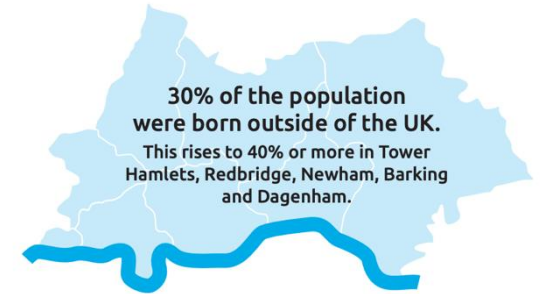 30% of the population
were born outside of the UK.
This rises to 40% or more in Tower
Hamlets, Redbridge, Newham, Barking
and Dagenham.